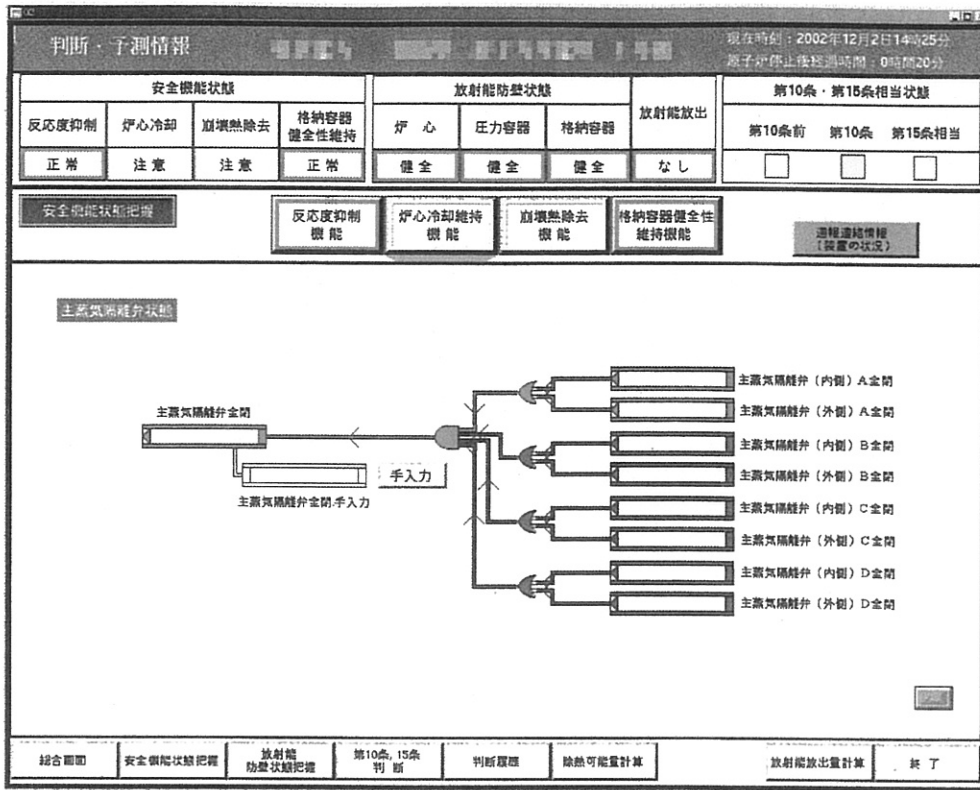 判断・予測情報
現在時刻：2002年12月2日14時25分
原子炉停止後経過時間：0時間20分
安全機能状態
放射能防壁状態
放射能放出
第10条・第15条相当状態
反応度抑制 炉心冷却 崩壊熱除去 格納容器
健全性維持
炉 心 圧力容器 格納容器
第10条前 第10条 第15条相当
正 常 注 意 注 意 正 常 健 全 健 全 健 全 な し
安全機能状態把握
反応度抑制
機 能
炉心冷却維持
機 能
崩壊熱除去
機 能
格納容器健全性
維持機能
通報連絡情報
（装置の状況）
主蒸気隔離弁状態
主蒸気隔離弁（内側）A全閉
主蒸気隔離弁（外側）A全閉
主蒸気隔離弁全閉
主蒸気隔離弁（内側）B全閉
主蒸気隔離弁（外側）B全閉
手入力
主蒸気隔離弁全閉.手入力
主蒸気隔離弁（内側）C全閉
主蒸気隔離弁（外側）C全閉
主蒸気隔離弁（内側）D全閉
主蒸気隔離弁（外側）D全閉
総合画面
安全機能状態把握
放射能
防壁状態把握
第10条,15条
判 断
判断履歴
除熱可能量計算
放射能放出量計算
終 了